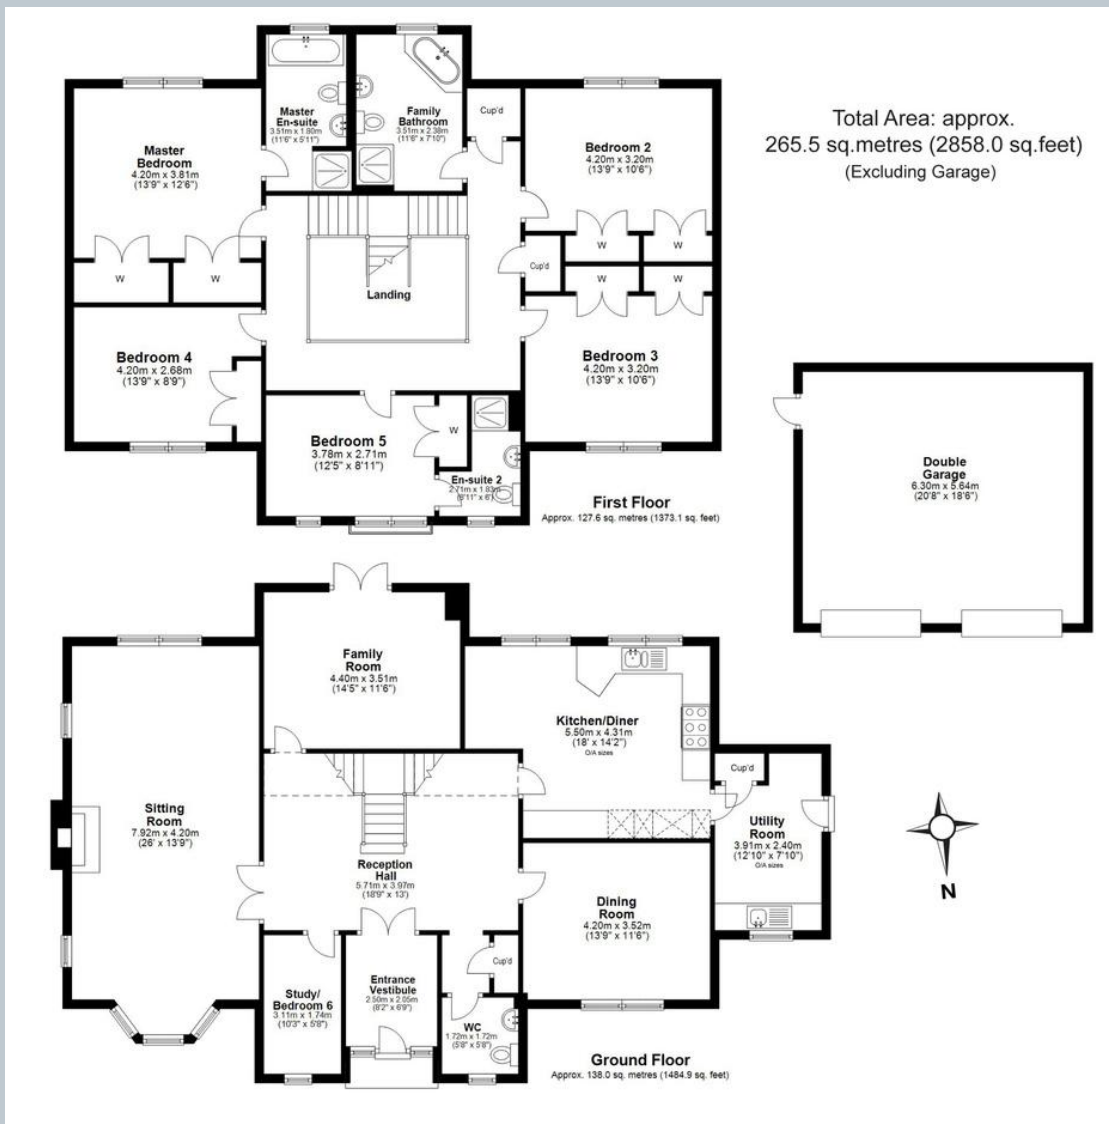 Total Area: approx.
265.5 sq.metres (2858.0 sq.feet)
(Excluding Garage)
Master
En-suite
3.51m x 1.80m
(11'6" x 5'11")
Family
Bathroom
3.51m x 2.38m
(11'6" x 7'10")
Cup'd
Master
Bedroom
4.20m x 3.81m
(13'9" x 12'6")
Bedroom 2
4.20m x 3.20m
(13'9" x 10'6")
W
W
W
W
Cup'd
W
W
Landing
Bedroom 4
4.20m x 2.68m
(13'9" x 8'9")
Bedroom 3
4.20m x 3.20m
(13'9" x 10'6")
Bedroom 5
3.78m x 2.71m
(12'5" x 8'11")
W
En-suite 2
2.71m x 1.83m
(8'11" x 6')
First Floor
Approx. 127.6 sq. metres (1373.1 sq. feet)
Double
Garage
6.30m x 5.64m
(20'8" x 18'6")
Family
Room
4.40m x 3.51m
(14'5" x 11'6")
Kitchen/Diner
5.50m x 4.31m
(18' x 14'2")
O/A sizes
Cup'd
Sitting
Room
7.92m x 4.20m
(26' x 13'9")
Utility
Room
3.91m x 2.40m
(12'10" x 7'10")
O/A sizes
Reception
Hall
5.71m x 3.97m
(18'9" x 13')
Dining
Room
4.20m x 3.52m
(13'9" x 11'6")
N
Cup'd
Study/
Bedroom 6
3.11m x 1.74m
(10'3" x 5'8")
Entrance
Vestibule
2.50m x 2.05m
(8'2" x 6'9")
WC
1.72m x 1.72m
(5'8" x 5'8")
Ground Floor
Approx. 138.0 sq. metres (1484.9 sq. feet)